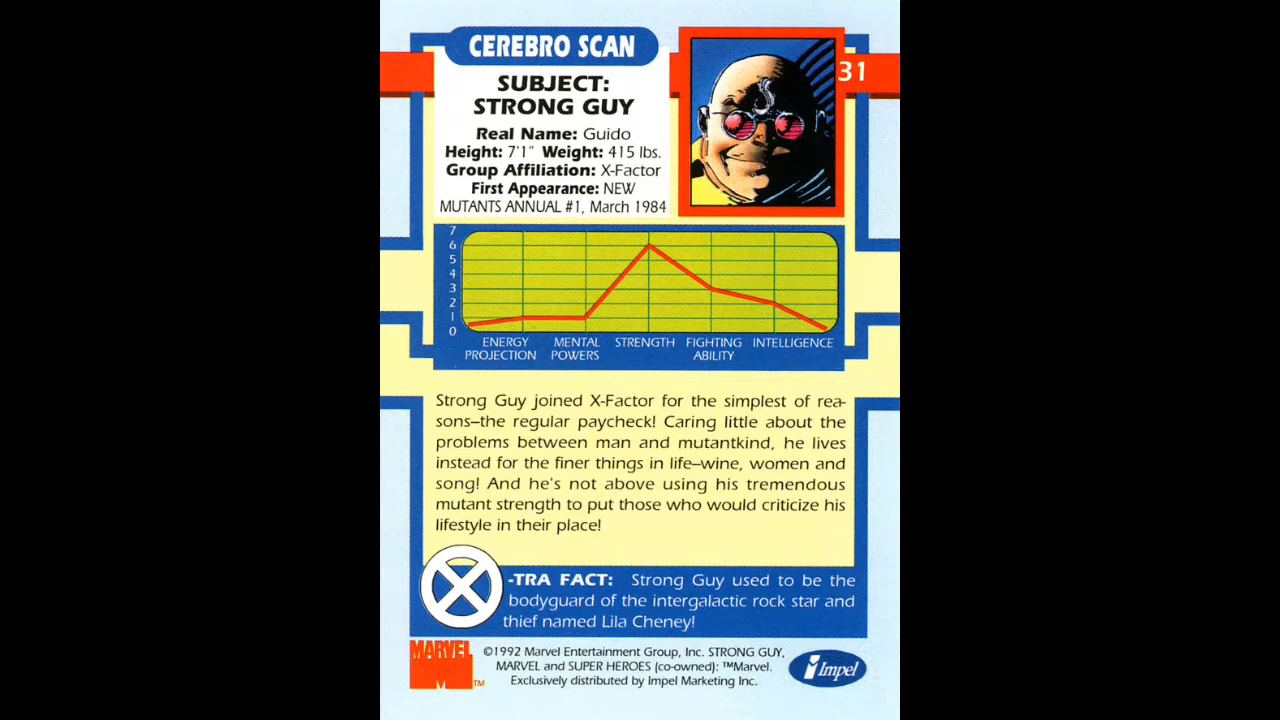 CEREBRO SCAN
31
SUBJECT:
STRONG GUY
Real Name: Guido
Height: 7'1" Weight: 415 lbs.
Group Affiliation: X-Factor
First Appearance: NEW
MUTANTS ANNUAL #1, March 1984
7
6
5
4
3
2
1
0
ENERGY
PROJECTION
MENTAL
POWERS
STRENGTH
FIGHTING
ABILITY
INTELLIGENCE
Strong Guy joined X-Factor for the simplest of rea-
sons–the regular paycheck! Caring little about the
problems between man and mutantkind, he lives
instead for the finer things in life–wine, women and
song! And he's not above using his tremendous
mutant strength to put those who would criticize his
lifestyle in their place!
X-TRA FACT: Strong Guy used to be the
bodyguard of the intergalactic rock star and
thief named Lila Cheney!
MARVEL
M
TM
©1992 Marvel Entertainment Group, Inc. STRONG GUY,
MARVEL and SUPER HEROES (co-owned): ™Marvel.
Exclusively distributed by Impel Marketing Inc.
Impel